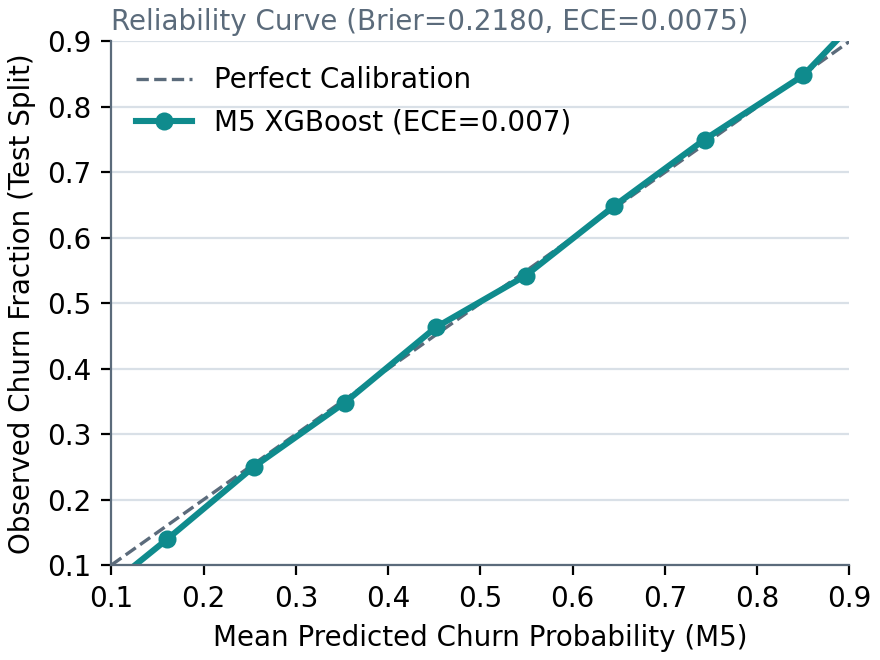 Reliability Curve (Brier=0.2180, ECE=0.0075)
Perfect Calibration
M5 XGBoost (ECE=0.007)
Observed Churn Fraction (Test Split)
0.9
0.8
0.7
0.6
0.5
0.4
0.3
0.2
0.1
0.1 0.2 0.3 0.4 0.5 0.6 0.7 0.8 0.9
Mean Predicted Churn Probability (M5)